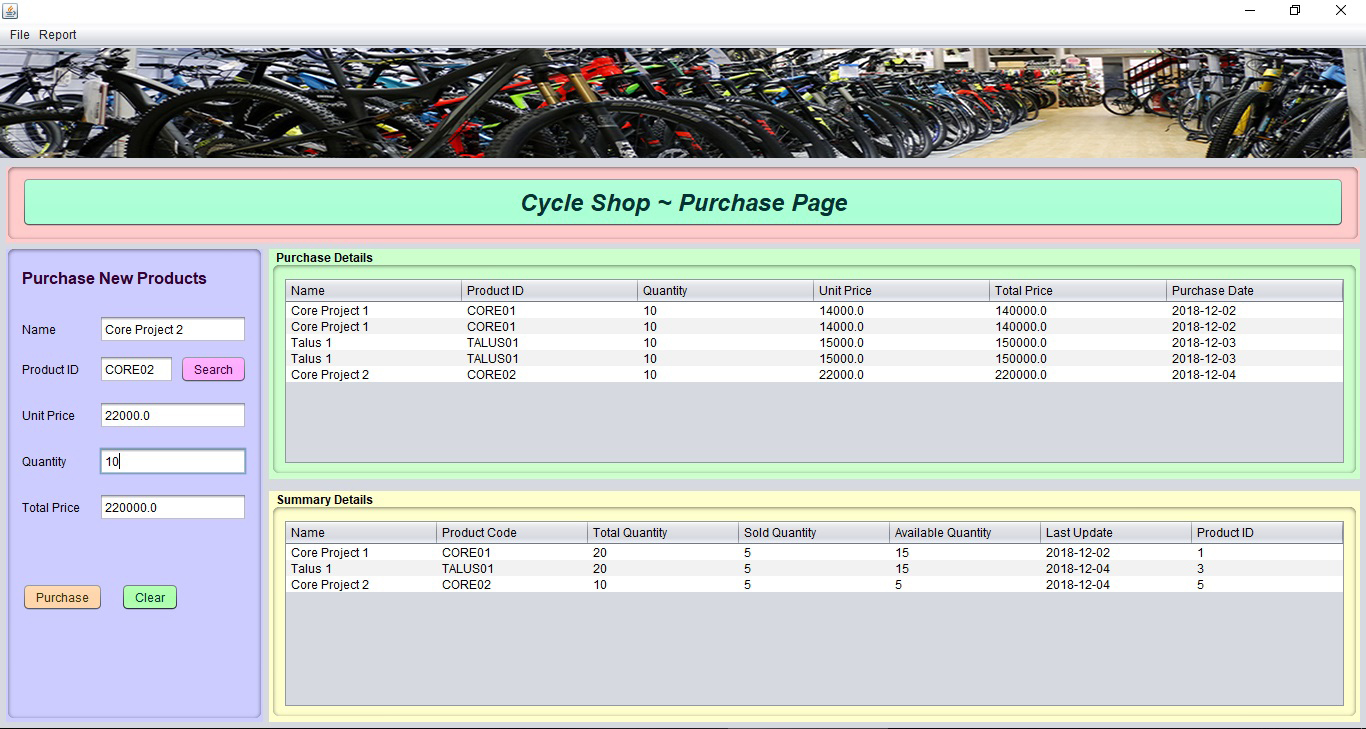 File Report
Cycle Shop ~ Purchase Page
Purchase New Products
Name Core Project 2
Product ID CORE02 Search
Unit Price 22000.0
Quantity 10
Total Price 220000.0
Purchase Clear
Purchase Details
Name Product ID Quantity Unit Price Total Price Purchase Date
Core Project 1 CORE01 10 14000.0 140000.0 2018-12-02
Core Project 1 CORE01 10 14000.0 140000.0 2018-12-02
Talus 1 TALUS01 10 15000.0 150000.0 2018-12-03
Talus 1 TALUS01 10 15000.0 150000.0 2018-12-03
Core Project 2 CORE02 10 22000.0 220000.0 2018-12-04
Summary Details
Name Product Code Total Quantity Sold Quantity Available Quantity Last Update Product ID
Core Project 1 CORE01 20 5 15 2018-12-02 1
Talus 1 TALUS01 20 5 15 2018-12-04 3
Core Project 2 CORE02 10 5 5 2018-12-04 5